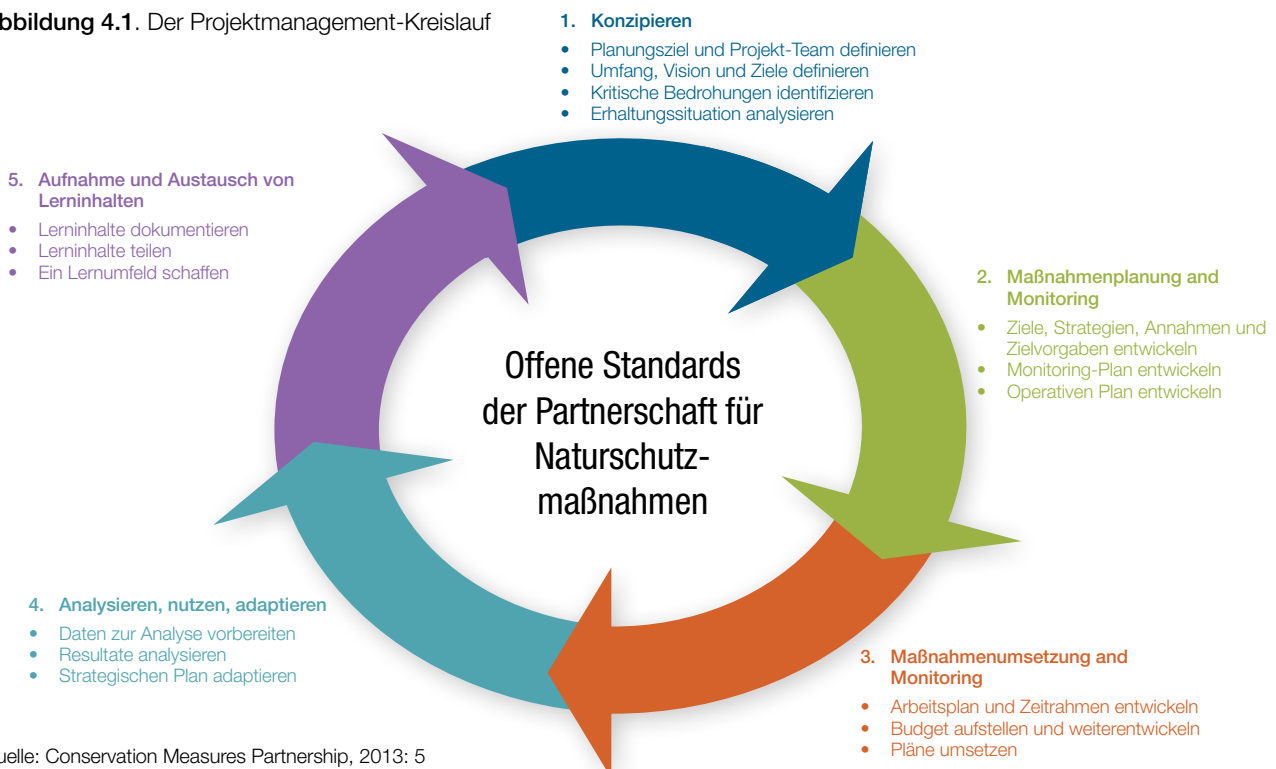 bbildung 4.1. Der Projektmanagement-Kreislauf
1. Konzipieren
• Planungsziel und Projekt-Team definieren
• Umfang, Vision und Ziele definieren
• Kritische Bedrohungen identifizieren
• Erhaltungssituation analysieren
5. Aufnahme und Austausch von
Lerninhalten
• Lerninhalte dokumentieren
• Lerninhalte teilen
• Ein Lernumfeld schaffen
2. Maßnahmenplanung and
Monitoring
• Ziele, Strategien, Annahmen und
Zielvorgaben entwickeln
• Monitoring-Plan entwickeln
• Operativen Plan entwickeln
Offene Standards
der Partnerschaft für
Naturschutz-
maßnahmen
4. Analysieren, nutzen, adaptieren
• Daten zur Analyse vorbereiten
• Resultate analysieren
• Strategischen Plan adaptieren
3. Maßnahmenumsetzung and
Monitoring
• Arbeitsplan und Zeitrahmen entwickeln
• Budget aufstellen und weiterentwickeln
• Pläne umsetzen
uelle: Conservation Measures Partnership, 2013: 5